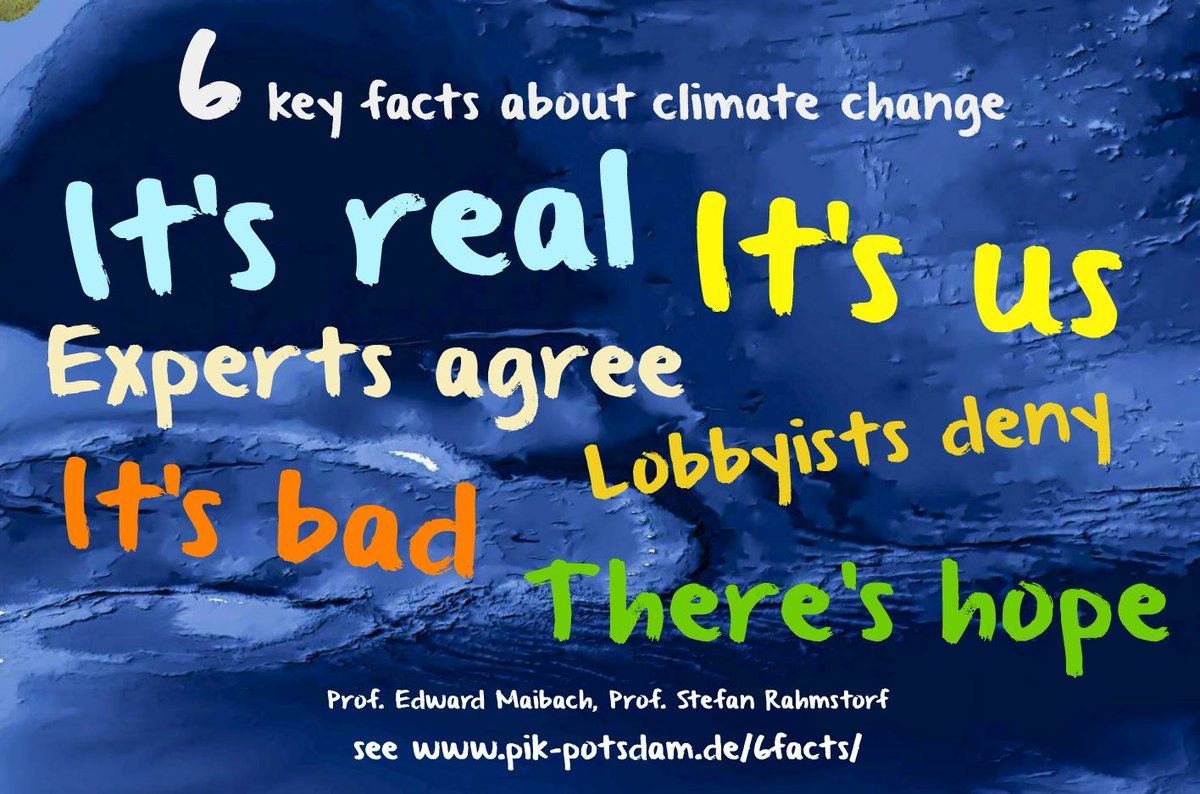 6 key facts about climate change
It's real
It's us
Experts agree
Lobbyists deny
It's bad
There's hope
Prof. Edward Maibach, Prof. Stefan Rahmstorf
see www.pik-potsdam.de/6facts/